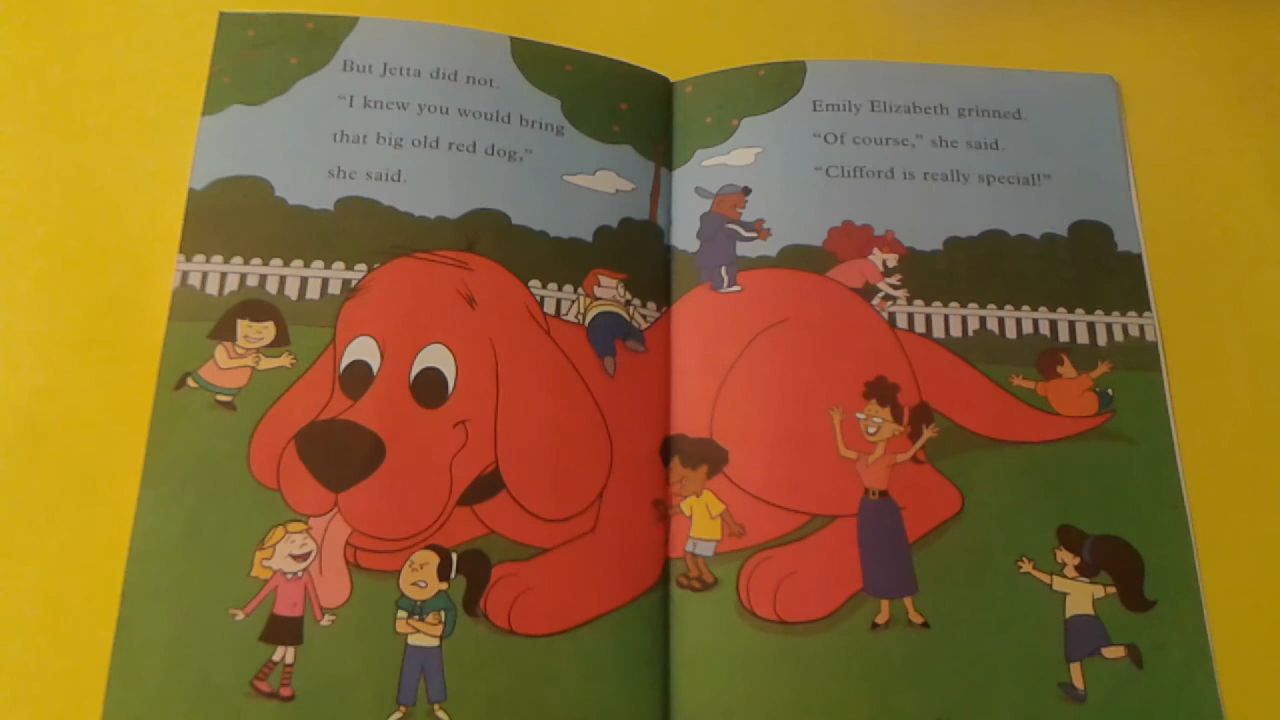 But Jetta did not.
"I knew you would bring
that big old red dog,"
she said.
Emily Elizabeth grinned.
"Of course," she said.
"Clifford is really special!"